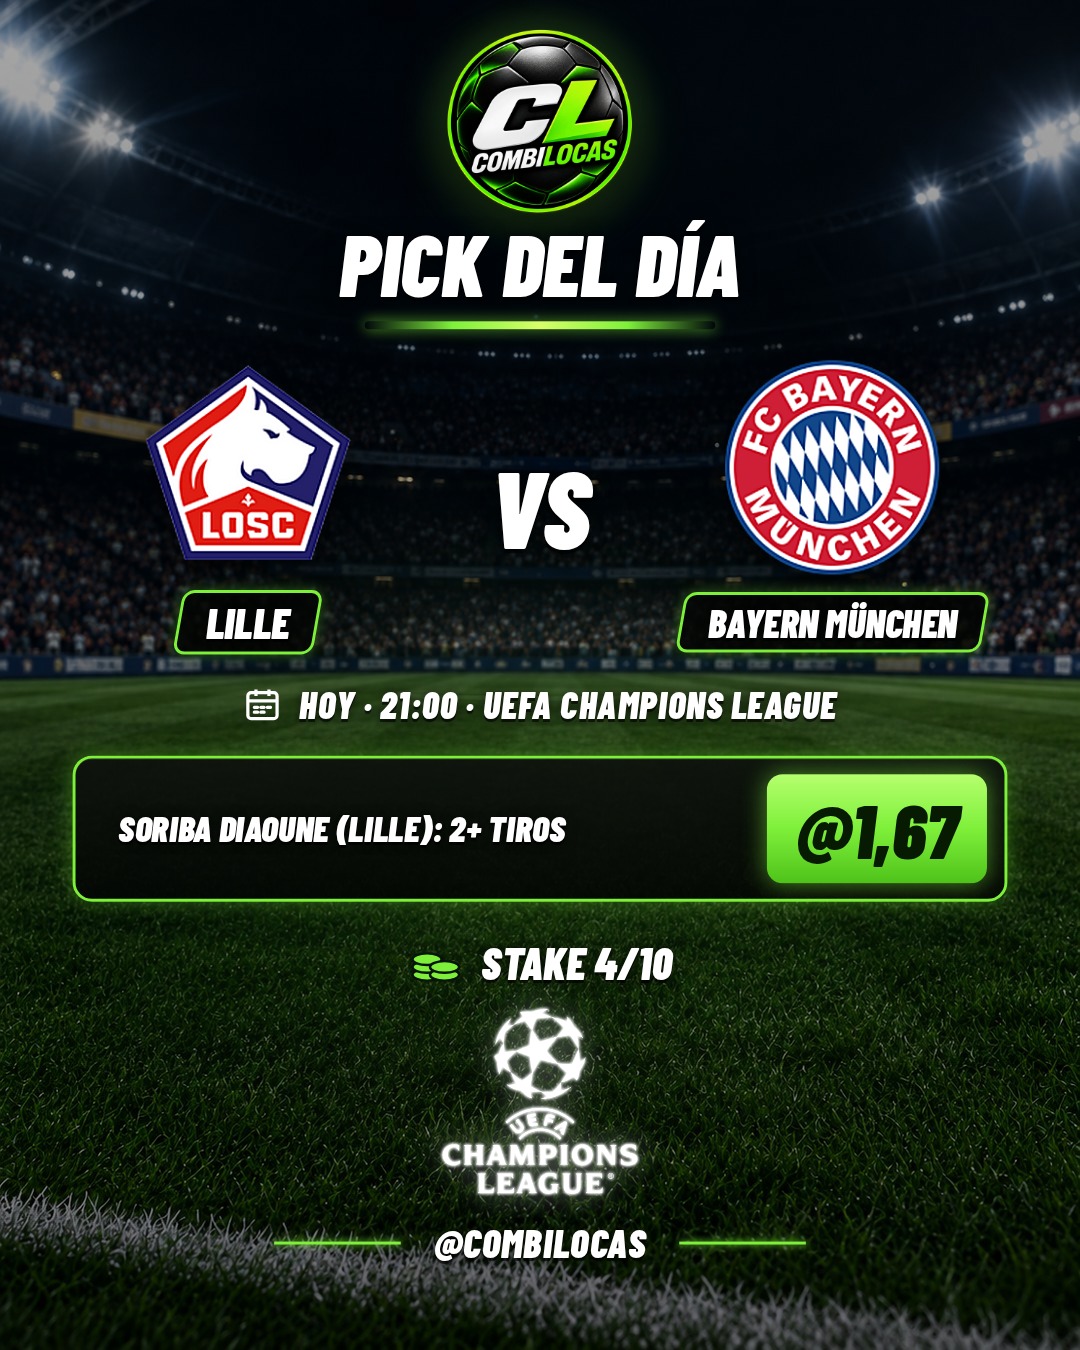 CL
COMBILOCAS
PICK DEL DÍA
LOSC
VS
FC BAYERN
MÜNCHEN
LILLE
BAYERN MÜNCHEN
HOY · 21:00 · UEFA CHAMPIONS LEAGUE
SORIBA DIAOUNE (LILLE): 2+ TIROS
@1,67
STAKE 4/10
UEFA
CHAMPIONS
LEAGUE®
@COMBILOCAS